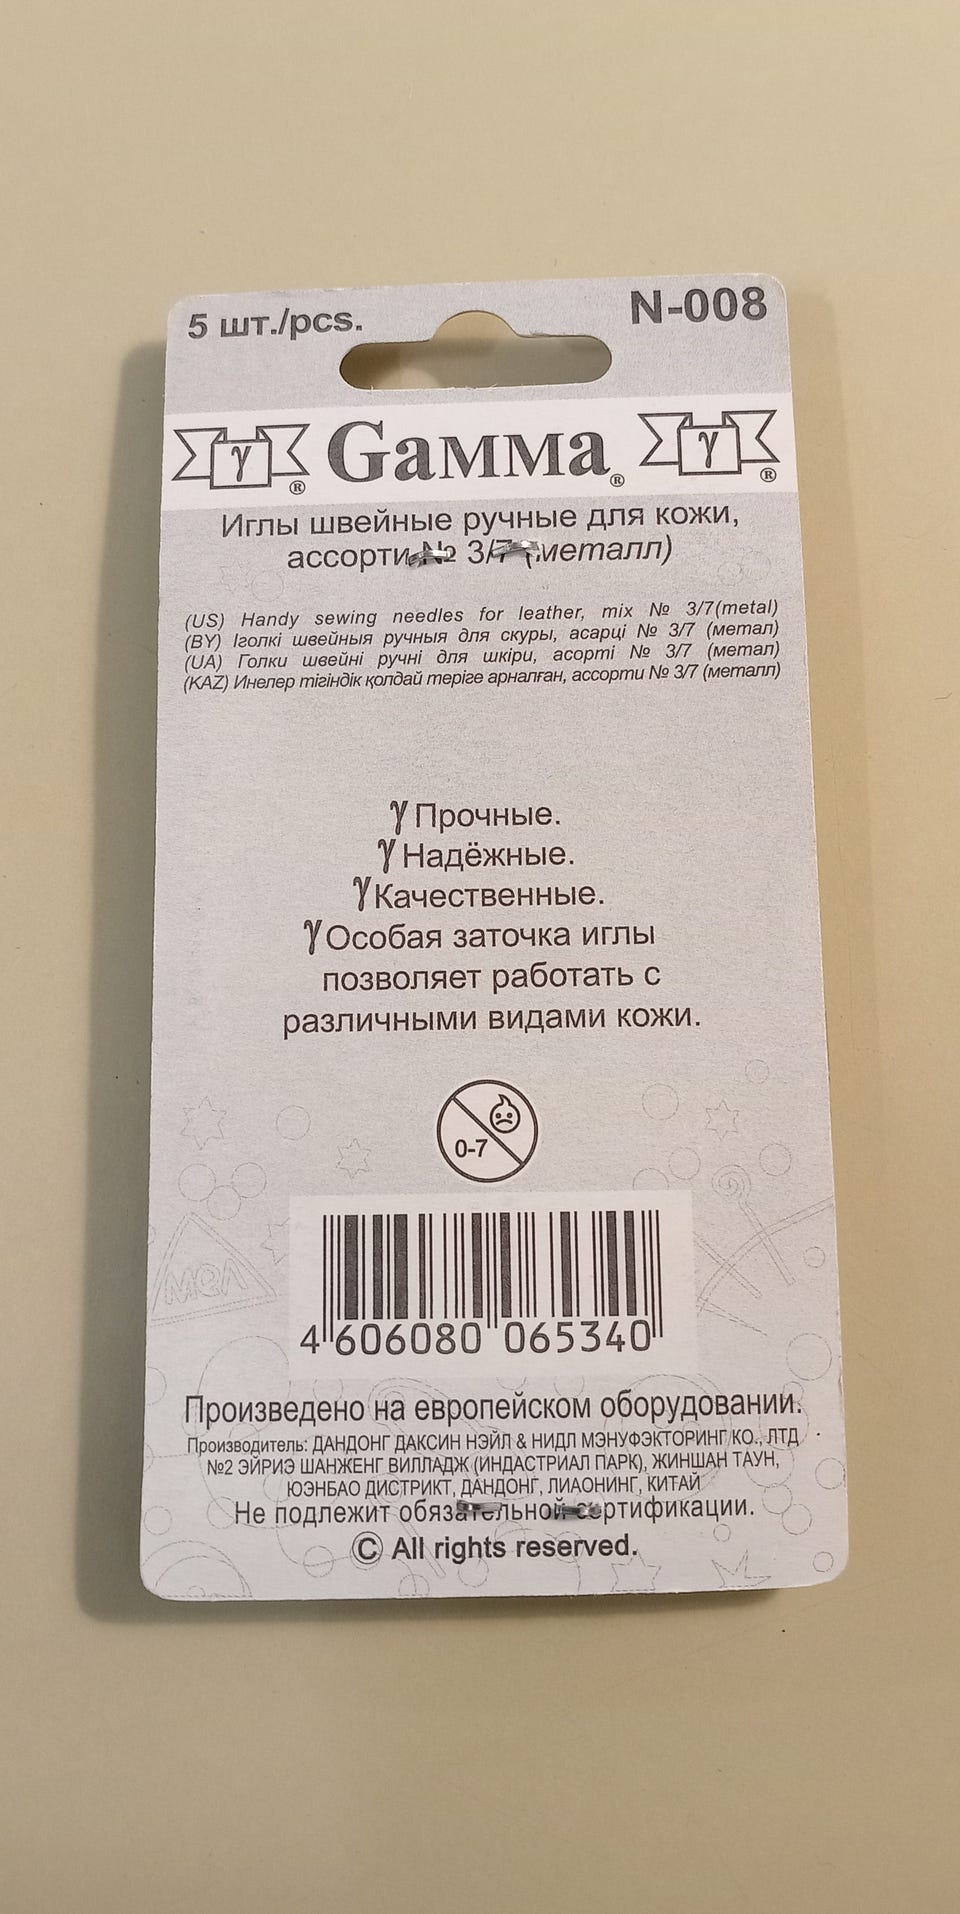 5 шт./pcs.
N-008
γ ® Gамма® γ ®
Иглы швейные ручные для кожи,
ассорти № 3/7 (металл)
(US) Handy sewing needles for leather, mix № 3/7(metal)
(BY) Іголкі швейныя ручныя для скуры, асарці № 3/7 (метал)
(UA) Голки швейні ручні для шкіри, асорті № 3/7 (метал)
(KAZ) Инелер тігіндік қолдай теріге арналған, ассорти № 3/7 (металл)
γ Прочные.
γ Надёжные.
γ Качественные.
γ Особая заточка иглы
позволяет работать с
различными видами кожи.
0-7
4 606080 065340
мел
Произведено на европейском оборудовании.
Производитель: ДАНДОНГ ДАКСИН НЭЙЛ & НИДЛ МЭНУФЭКТОРИНГ КО., ЛТД
№2 ЭЙРИЭ ШАНЖЕНГ ВИЛЛАДЖ (ИНДАСТРИАЛ ПАРК), ЖИНШАН ТАУН,
ЮЭНБАО ДИСТРИКТ, ДАНДОНГ, ЛИАОНИНГ, КИТАЙ
Не подлежит обязательной сертификации.
© All rights reserved.